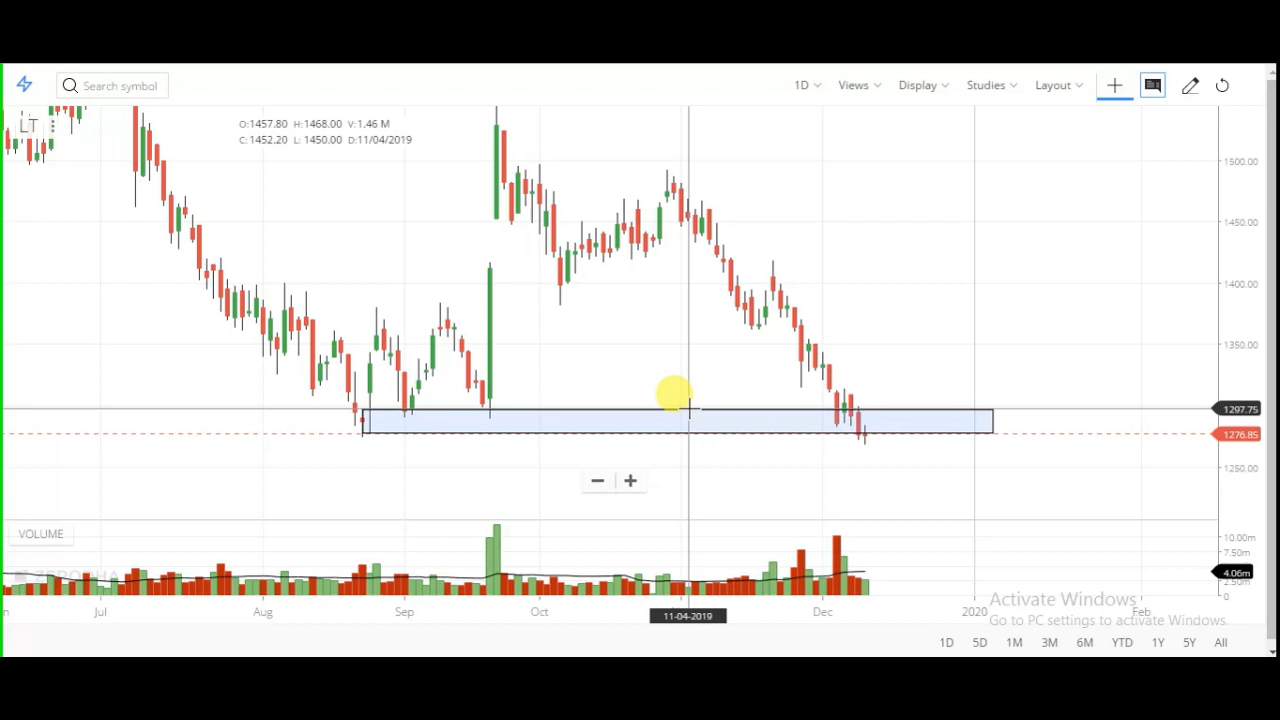 Search symbol
1D Views Display Studies Layout
LT
O:1457.80 H:1468.00 V:1.46 M
C:1452.20 L: 1450.00 D:11/04/2019
1500.00
1450.00
1400.00
1350.00
1297.75
1276.85
1250.00
VOLUME
10.00m
7.50m
4.06m
2.50m
0
ZERODHA
Jul Aug Sep Oct Dec 2020 Feb
11-04-2019
Activate Windows
Go to PC settings to activate Windows.
1D 5D 1M 3M 6M YTD 1Y 5Y All